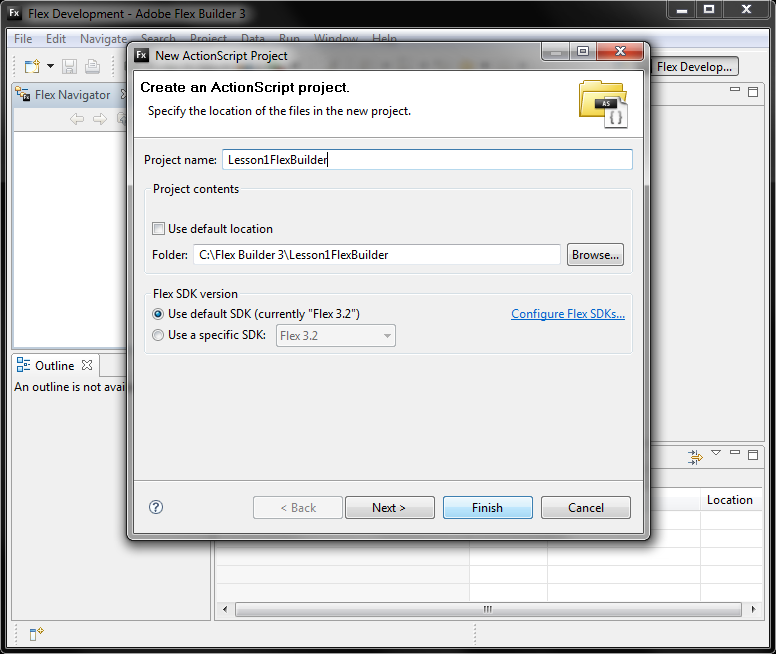 Fx Flex Development - Adobe Flex Builder 3
File Edit Navigate Search Project Data Run Window Help
Fx New ActionScript Project
Flex Develop...
Flex Navigator
Create an ActionScript project.
Specify the location of the files in the new project.
AS
{ }
Project name: Lesson1FlexBuilder
Project contents
Use default location
Folder: C:\Flex Builder 3\Lesson1FlexBuilder Browse...
Flex SDK version
Use default SDK (currently "Flex 3.2") Configure Flex SDKs...
Use a specific SDK: Flex 3.2
Outline
An outline is not avai
Location
? < Back Next > Finish Cancel